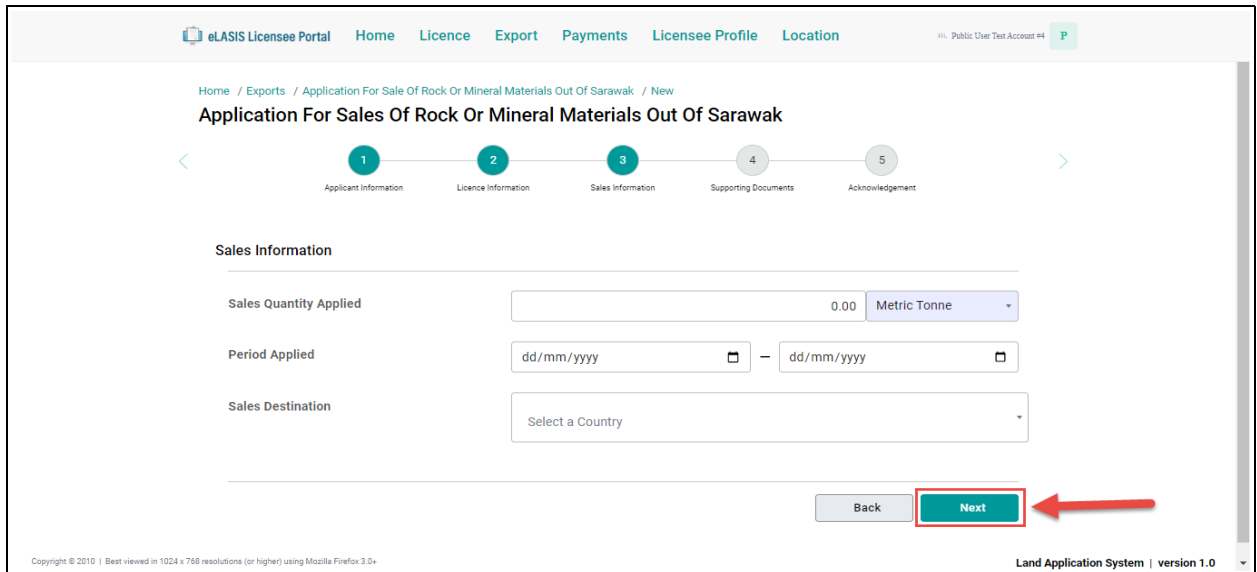 eLASIS Licensee Portal Home Licence Export Payments Licensee Profile Location Hi, Public User Test Account #4 P
Home / Exports / Application For Sale Of Rock Or Mineral Materials Out Of Sarawak / New
Application For Sales Of Rock Or Mineral Materials Out Of Sarawak
1 2 3 4 5
Applicant Information Licence Information Sales Information Supporting Documents Acknowledgement
Sales Information
Sales Quantity Applied 0.00 Metric Tonne
Period Applied dd/mm/yyyy – dd/mm/yyyy
Sales Destination
Select a Country
Back Next
Copyright © 2010 | Best viewed in 1024 x 768 resolutions (or higher) using Mozilla Firefox 3.0+ Land Application System | version 1.0